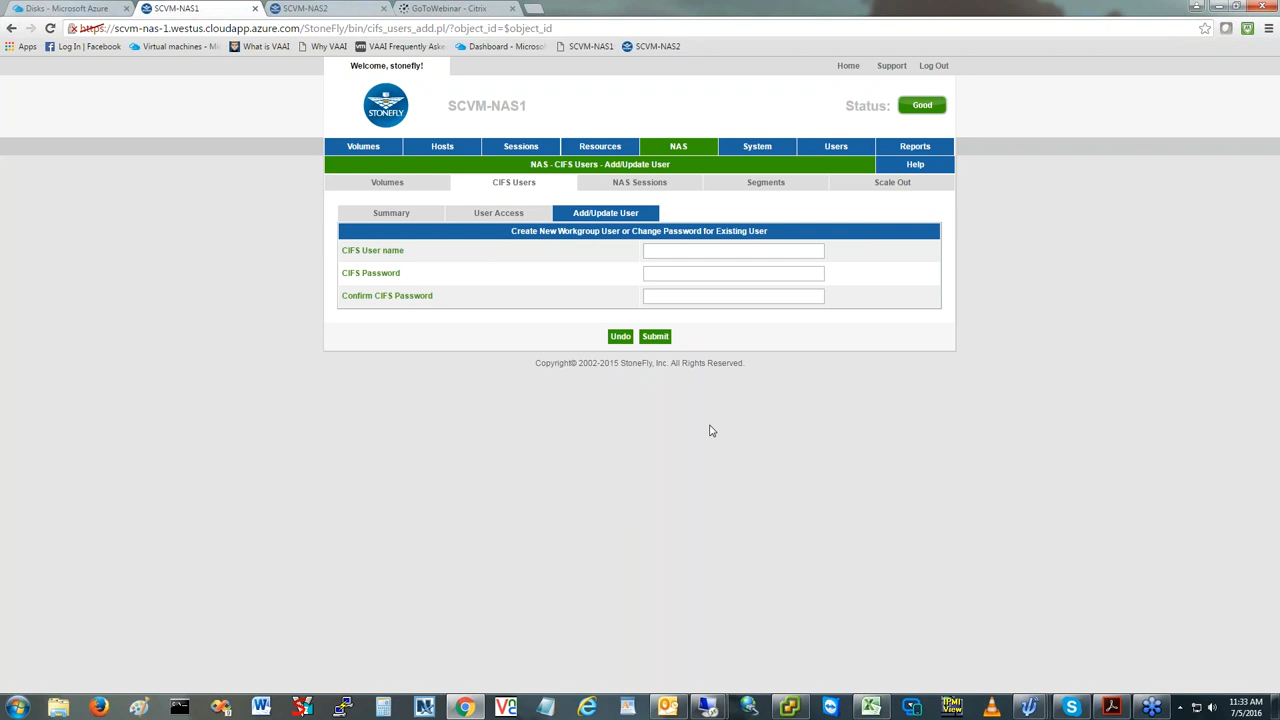 Disks - Microsoft Azure
SCVM-NAS1
SCVM-NAS2
GoToWebinar - Citrix
https://scvm-nas-1.westus.cloudapp.azure.com/StoneFly/bin/cifs_users_add.pl/?object_id=$object_id
Apps
Log In | Facebook
Virtual machines - Mi
What is VAAI
Why VAAI
VAAI Frequently Aske
Dashboard - Microsof
SCVM-NAS1
SCVM-NAS2
Welcome, stonefly!
Home
Support
Log Out
STONEFLY
SCVM-NAS1
Status:
Good
Volumes
Hosts
Sessions
Resources
NAS
System
Users
Reports
NAS - CIFS Users - Add/Update User
Help
Volumes
CIFS Users
NAS Sessions
Segments
Scale Out
Summary
User Access
Add/Update User
Create New Workgroup User or Change Password for Existing User
CIFS User name
CIFS Password
Confirm CIFS Password
Undo
Submit
Copyright© 2002-2015 StoneFly, Inc. All Rights Reserved.
11:33 AM
7/5/2016